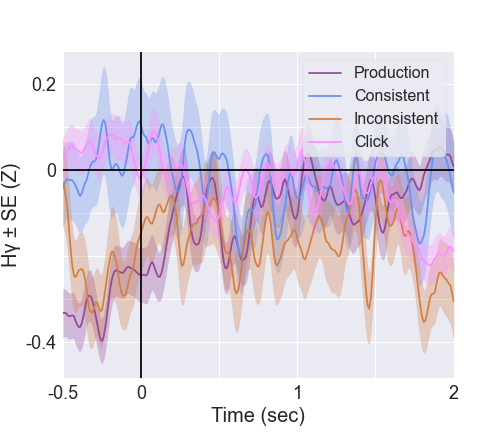 Production
Consistent
Inconsistent
Click
0.2
0
-0.4
Hγ ± SE (Z)
-0.5
0
1
2
Time (sec)